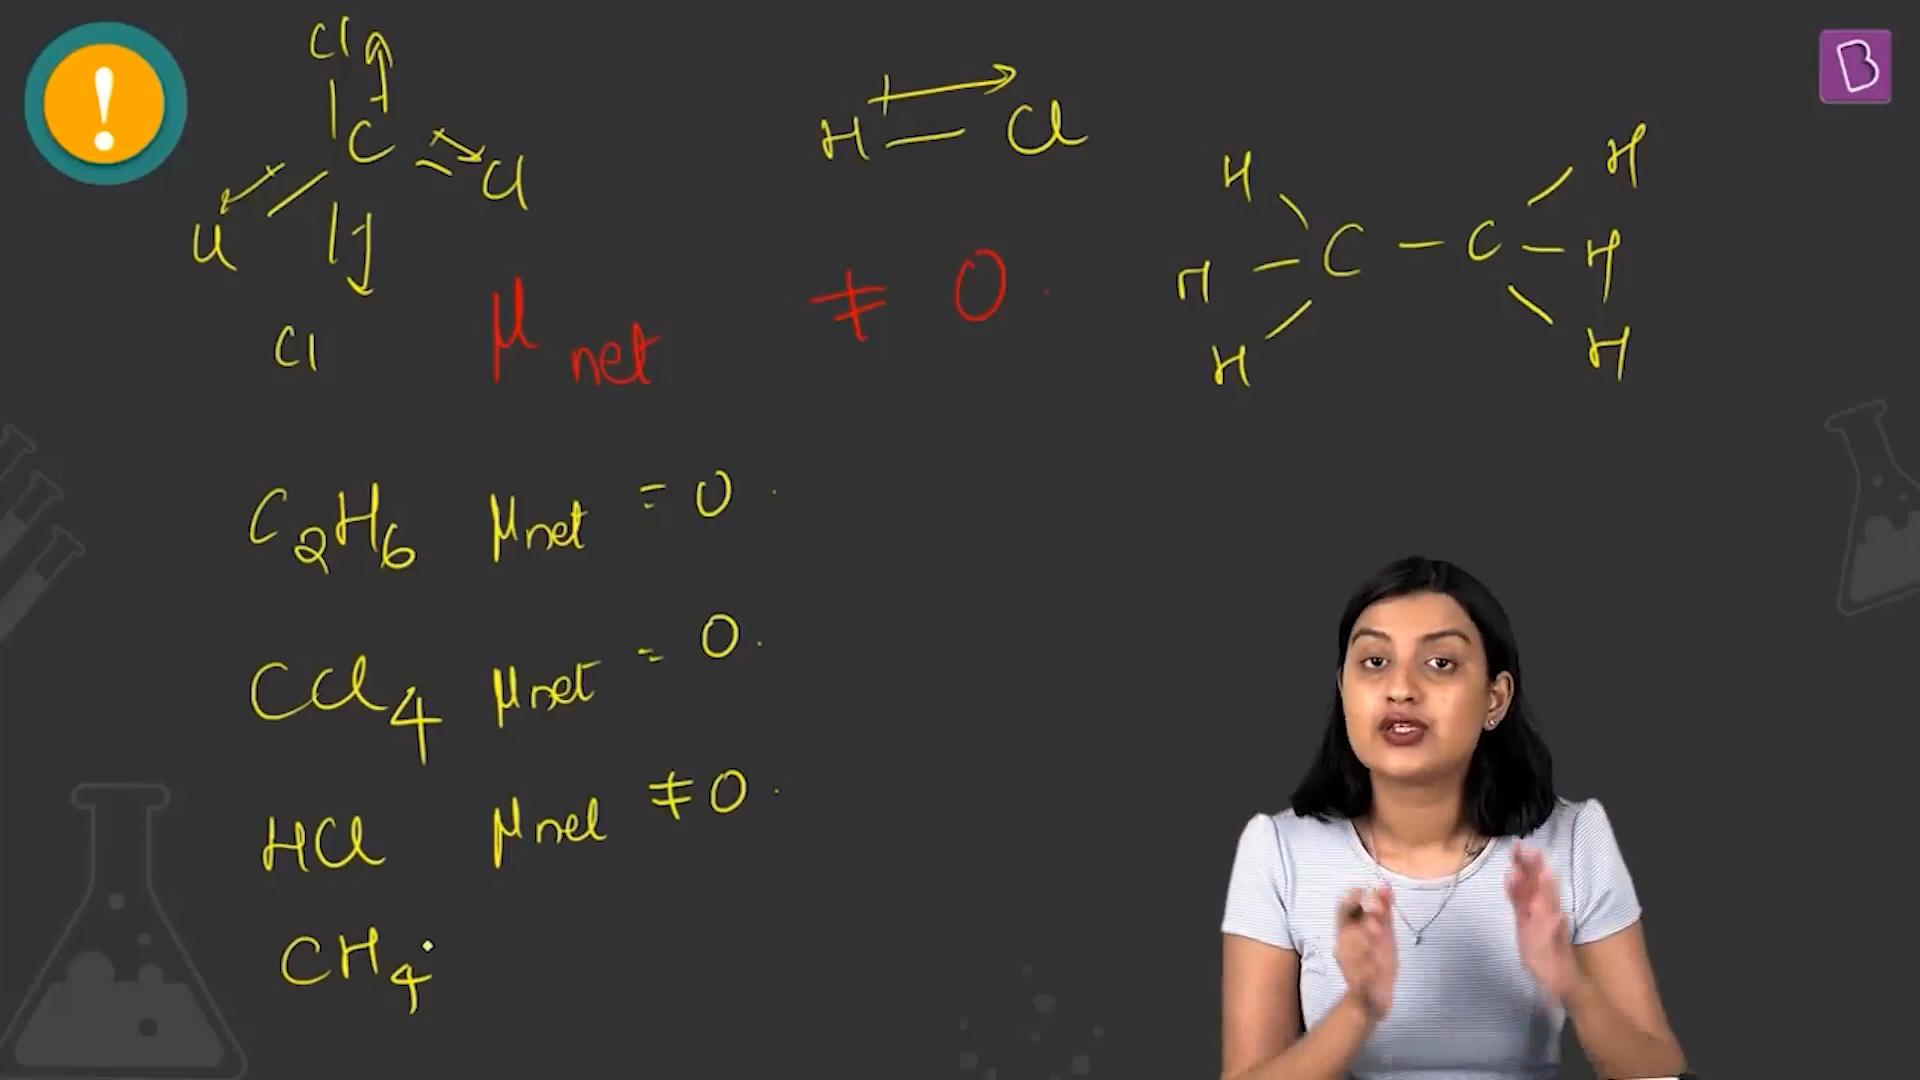 Cl
C
Cl
Cl
Cl
H — Cl
H H
H — C — C — H
H H
μ net ≠ 0.
C2H6 μnet = 0.
CCl4 μnet = 0.
HCl μnet ≠ 0.
CH4
!
B